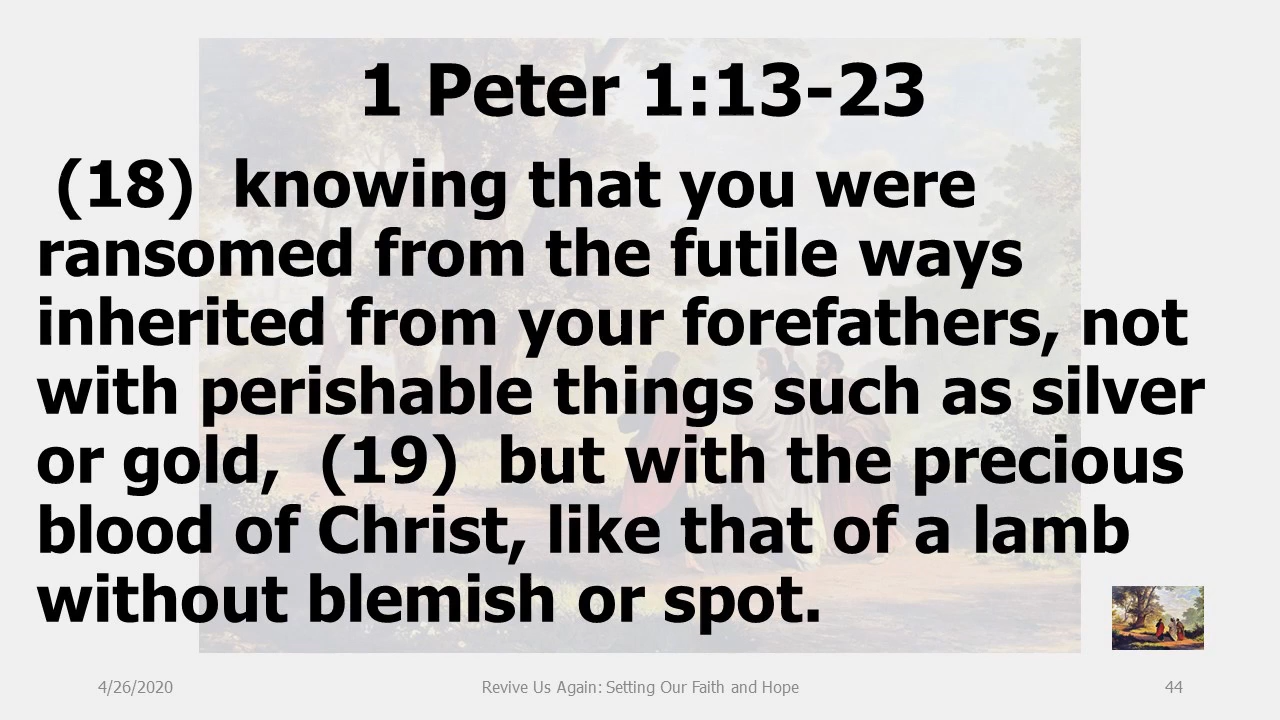 1 Peter 1:13-23
(18)  knowing that you were
ransomed from the futile ways
inherited from your forefathers, not
with perishable things such as silver
or gold,  (19)  but with the precious
blood of Christ, like that of a lamb
without blemish or spot.
4/26/2020
Revive Us Again: Setting Our Faith and Hope
44